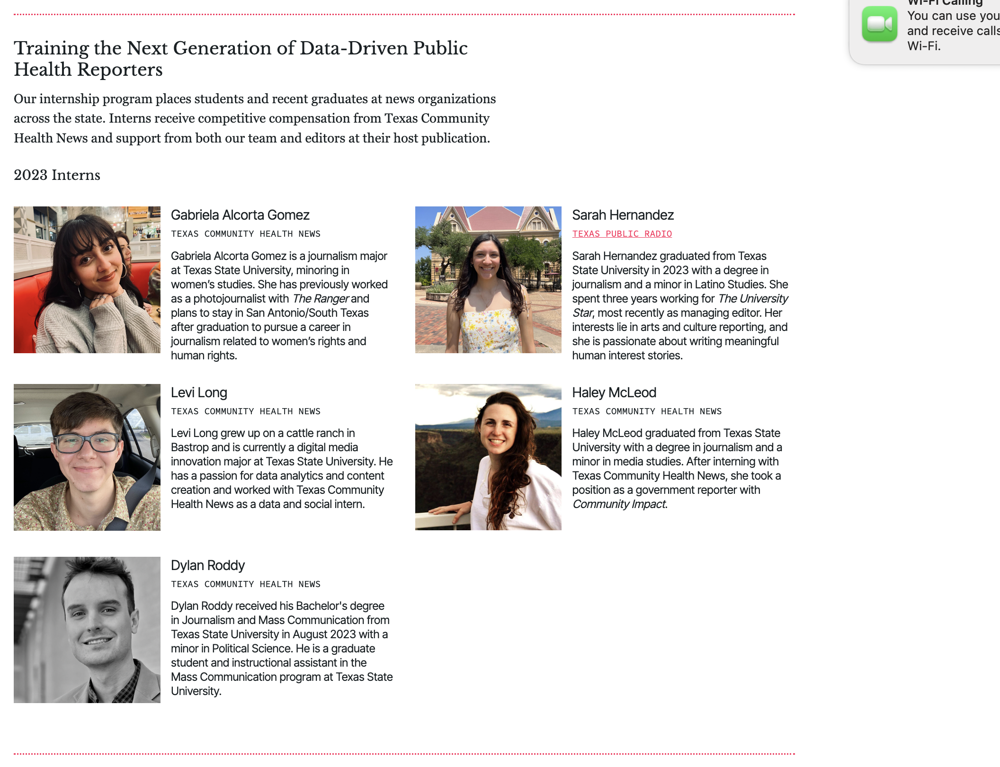 Wi-Fi Calling
You can use you
and receive calls
Wi-Fi.
Training the Next Generation of Data-Driven Public
Health Reporters
Our internship program places students and recent graduates at news organizations
across the state. Interns receive competitive compensation from Texas Community
Health News and support from both our team and editors at their host publication.
2023 Interns
Gabriela Alcorta Gomez
TEXAS COMMUNITY HEALTH NEWS
Gabriela Alcorta Gomez is a journalism major
at Texas State University, minoring in
women’s studies. She has previously worked
as a photojournalist with The Ranger and
plans to stay in San Antonio/South Texas
after graduation to pursue a career in
journalism related to women’s rights and
human rights.
Sarah Hernandez
TEXAS PUBLIC RADIO
Sarah Hernandez graduated from Texas
State University in 2023 with a degree in
journalism and a minor in Latino Studies. She
spent three years working for The University
Star, most recently as managing editor. Her
interests lie in arts and culture reporting, and
she is passionate about writing meaningful
human interest stories.
Levi Long
TEXAS COMMUNITY HEALTH NEWS
Levi Long grew up on a cattle ranch in
Bastrop and is currently a digital media
innovation major at Texas State University. He
has a passion for data analytics and content
creation and worked with Texas Community
Health News as a data and social intern.
Haley McLeod
TEXAS COMMUNITY HEALTH NEWS
Haley McLeod graduated from Texas State
University with a degree in journalism and a
minor in media studies. After interning with
Texas Community Health News, she took a
position as a government reporter with
Community Impact.
Dylan Roddy
TEXAS COMMUNITY HEALTH NEWS
Dylan Roddy received his Bachelor's degree
in Journalism and Mass Communication from
Texas State University in August 2023 with a
minor in Political Science. He is a graduate
student and instructional assistant in the
Mass Communication program at Texas State
University.